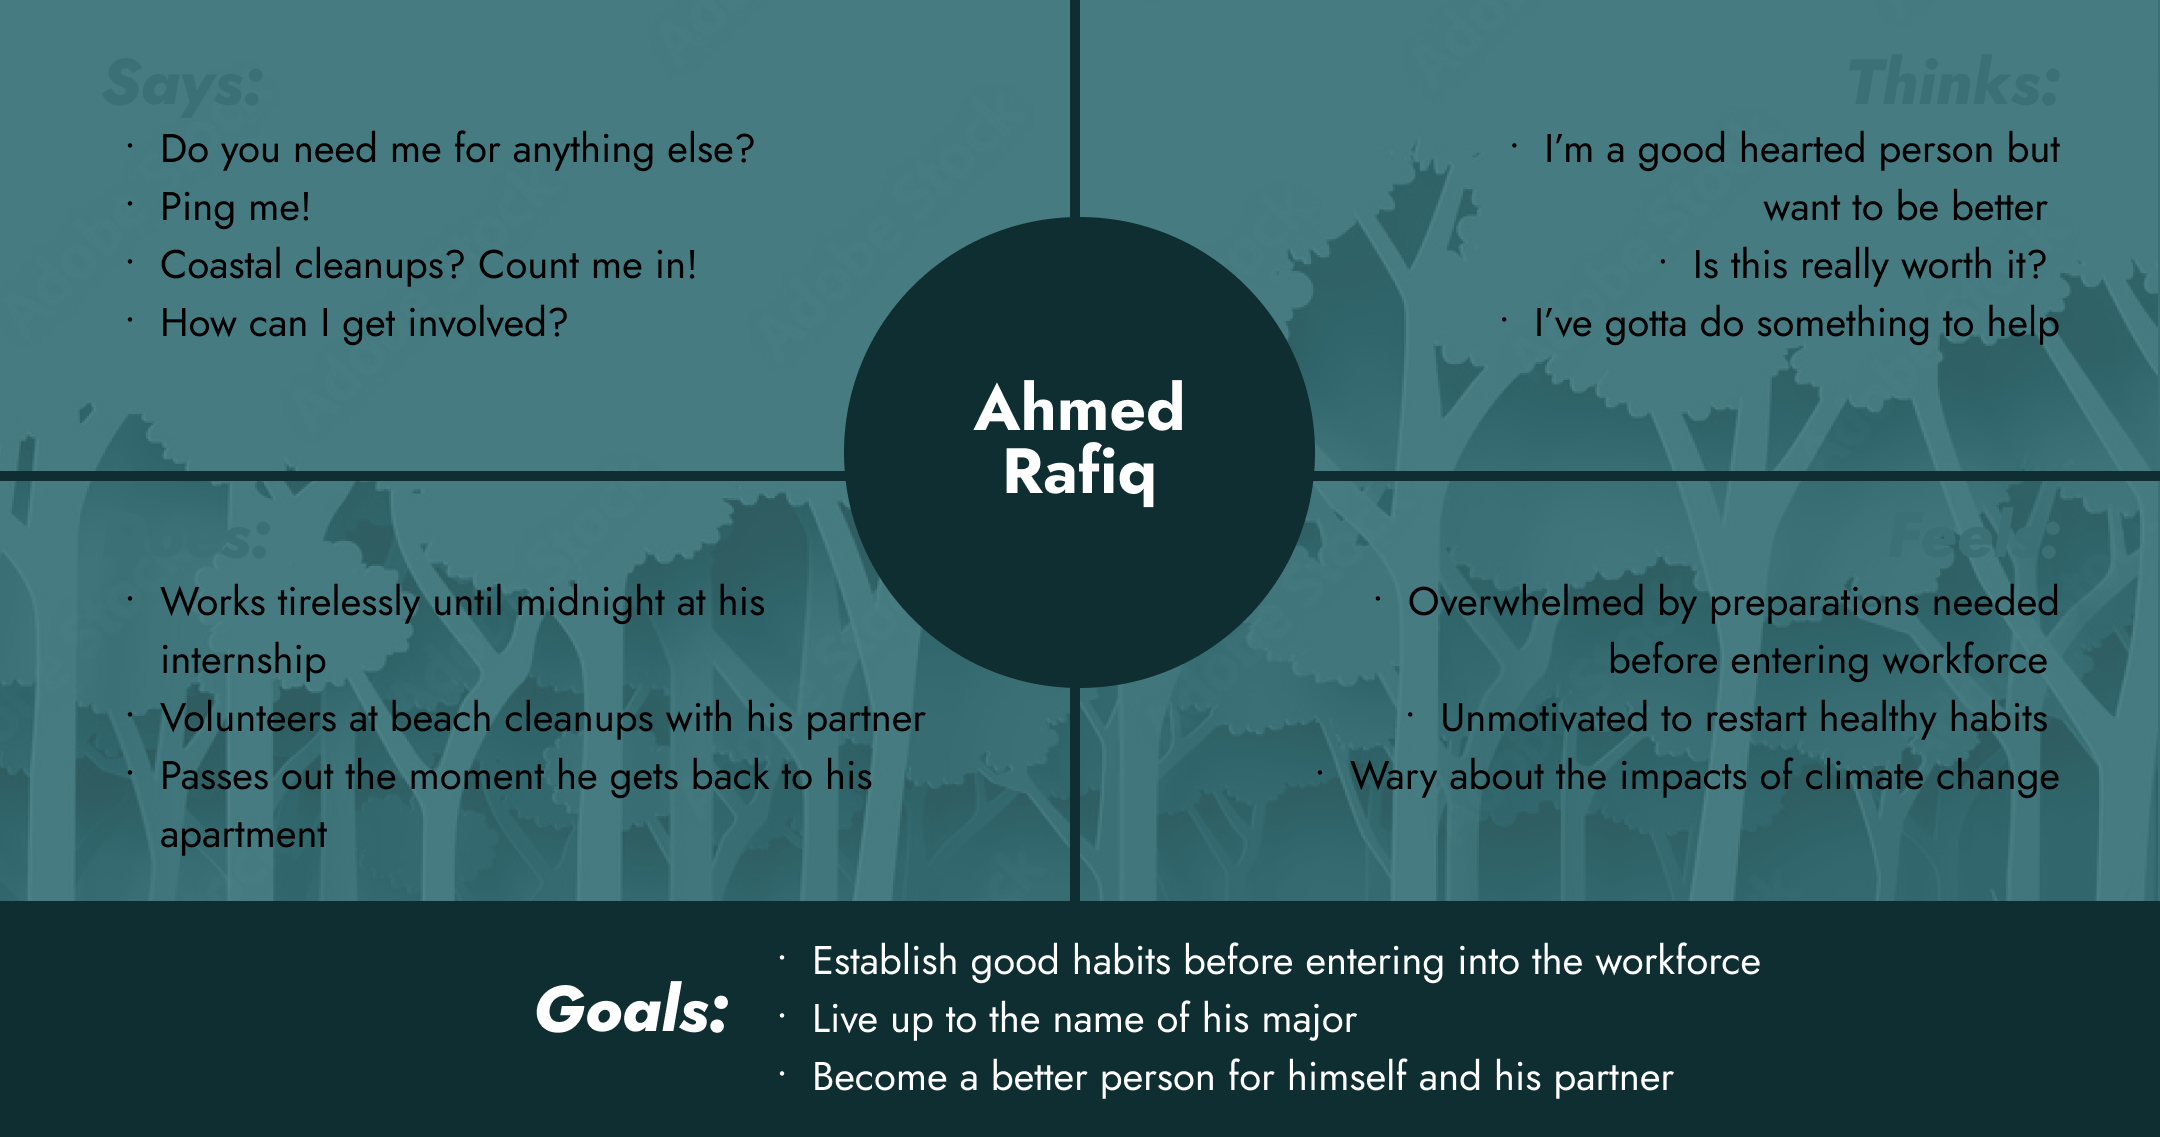 Says:
· Do you need me for anything else?
· Ping me!
· Coastal cleanups? Count me in!
· How can I get involved?
Thinks:
· I’m a good hearted person but
want to be better
· Is this really worth it?
· I’ve gotta do something to help
Ahmed
Rafiq
Does:
· Works tirelessly until midnight at his
internship
· Volunteers at beach cleanups with his partner
· Passes out the moment he gets back to his
apartment
Feels:
· Overwhelmed by preparations needed
before entering workforce
· Unmotivated to restart healthy habits
· Wary about the impacts of climate change
Goals:
· Establish good habits before entering into the workforce
· Live up to the name of his major
· Become a better person for himself and his partner
Adobe Stock